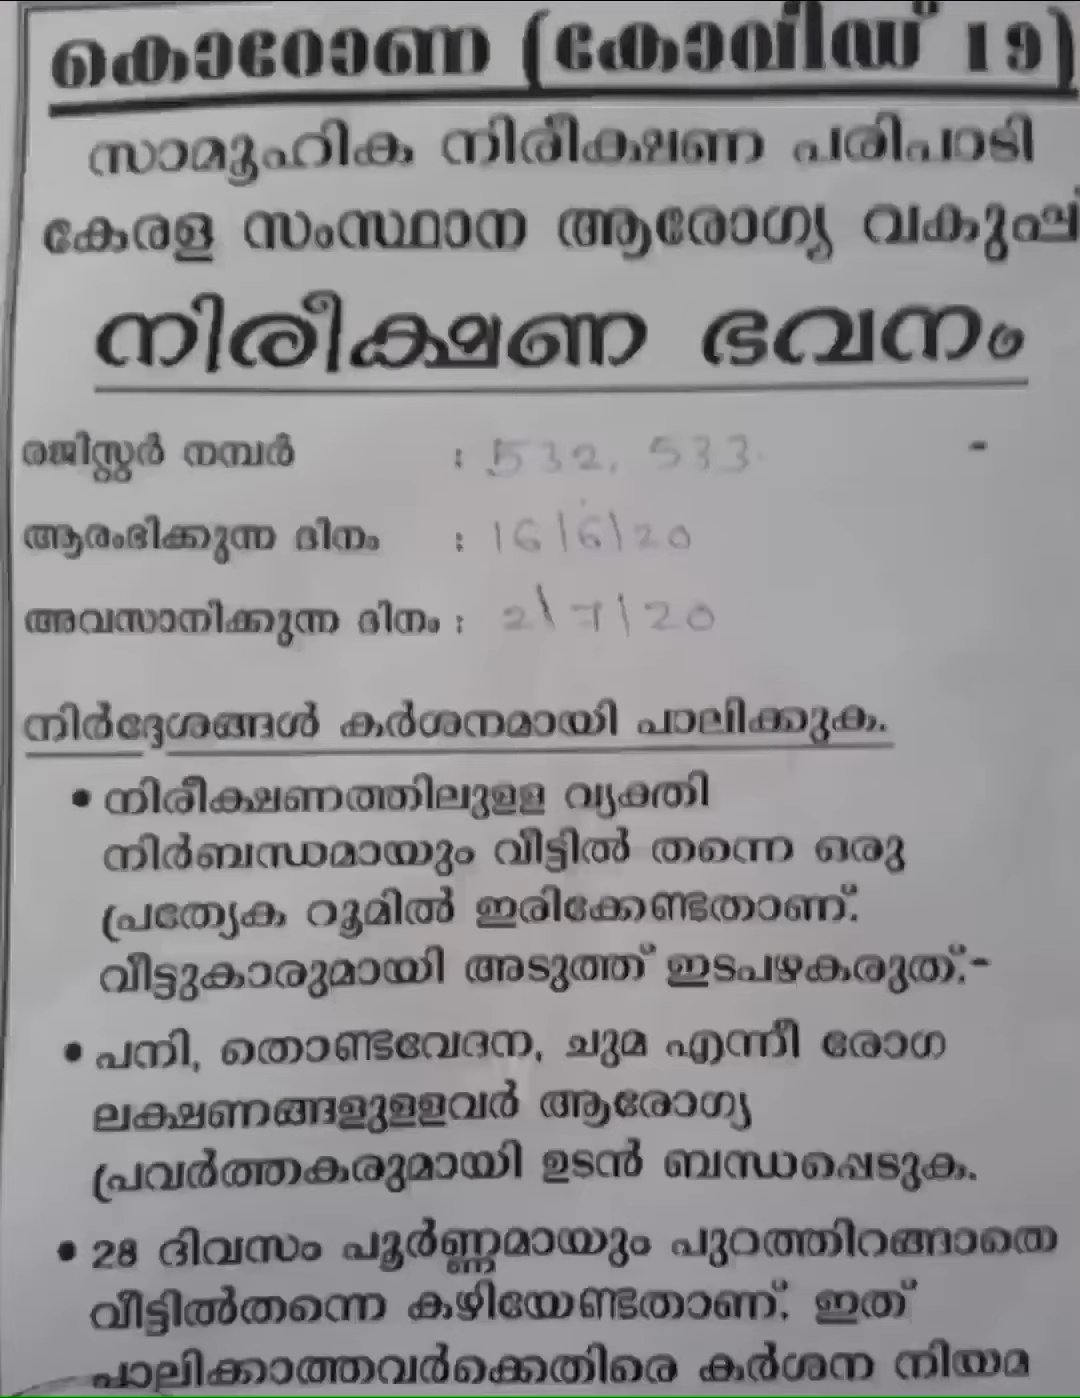 കൊറോണ (കോവിഡ് 19)
സാമൂഹിക നിരീക്ഷണ പരിപാടി
കേരള സംസ്ഥാന ആരോഗ്യ വകുപ്പ്
നിരീക്ഷണ ഭവനം
രജിസ്റ്റർ നമ്പർ : 532, 533
ആരംഭിക്കുന്ന ദിനം : 16/6/20
അവസാനിക്കുന്ന ദിനം : 2/7/20
നിർദ്ദേശങ്ങൾ കർശനമായി പാലിക്കുക.
• നിരീക്ഷണത്തിലുളള വ്യക്തി
നിർബന്ധമായും വീട്ടിൽ തന്നെ ഒരു
പ്രത്യേക റൂമിൽ ഇരിക്കേണ്ടതാണ്.
വീട്ടുകാരുമായി അടുത്ത് ഇടപഴകരുത്.-
• പനി, തൊണ്ടവേദന, ചുമ എന്നീ രോഗ
ലക്ഷണങ്ങളുളളവർ ആരോഗ്യ
പ്രവർത്തകരുമായി ഉടൻ ബന്ധപ്പെടുക.
• 28 ദിവസം പൂർണ്ണമായും പുറത്തിറങ്ങാതെ
വീട്ടിൽതന്നെ കഴിയേണ്ടതാണ്. ഇത്
പാലിക്കാത്തവർക്കെതിരെ കർശന നിയമ